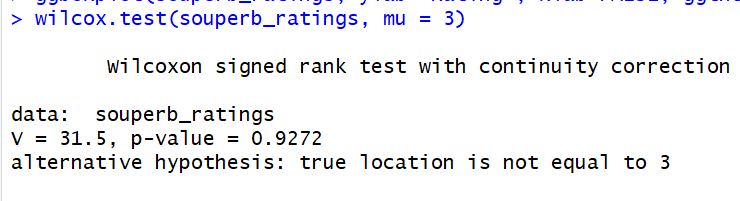 > wilcox.test(souperb_ratings, mu = 3)
Wilcoxon signed rank test with continuity correction
data:  souperb_ratings
V = 31.5, p-value = 0.9272
alternative hypothesis: true location is not equal to 3